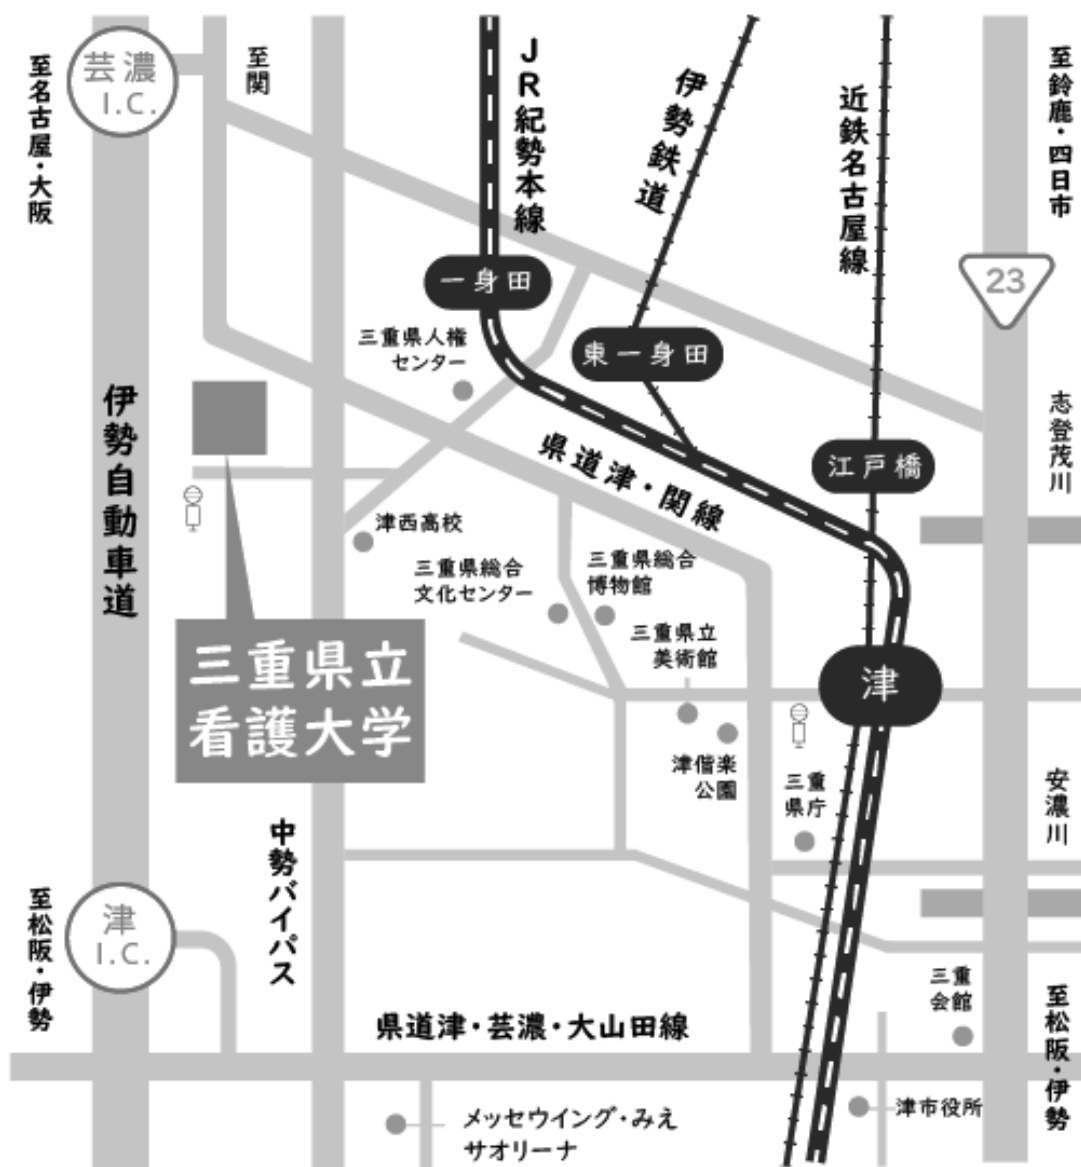 芸濃
I.C.
至名古屋・大阪
至関
JR紀勢本線
伊勢鉄道
近鉄名古屋線
至鈴鹿・四日市
23
一身田
東一身田
三重県人権
センター
伊勢自動車道
県道津・関線
江戸橋
志登茂川
津西高校
三重県総合
文化センター
三重県総合
博物館
三重県立
美術館
三重県立
看護大学
津
津偕楽
公園
三重
県庁
安濃川
中勢バイパス
津
I.C.
至松阪・伊勢
三重
会館
県道津・芸濃・大山田線
至松阪・伊勢
メッセウイング・みえ
サオリーナ
津市役所